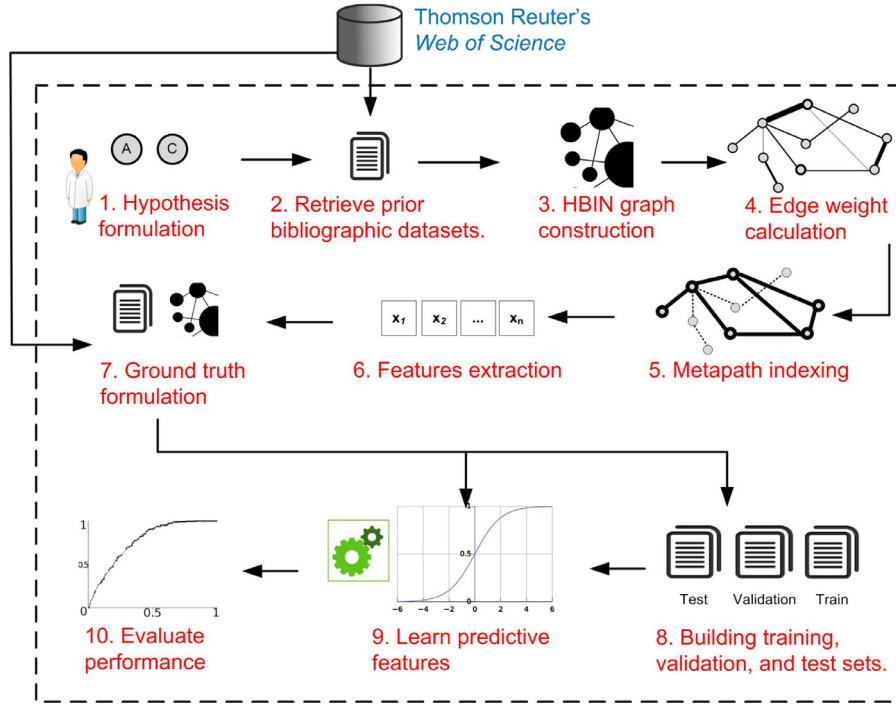 Thomson Reuter's
Web of Science
A
C
1. Hypothesis
formulation
2. Retrieve prior
bibliographic datasets.
3. HBIN graph
construction
4. Edge weight
calculation
x1
x2
...
xn
7. Ground truth
formulation
6. Features extraction
5. Metapath indexing
1
0.5
0.5
1
10. Evaluate
performance
1
0.5
0
-6
-4
-2
0
2
4
6
9. Learn predictive
features
Test
Validation
Train
8. Building training,
validation, and test sets.